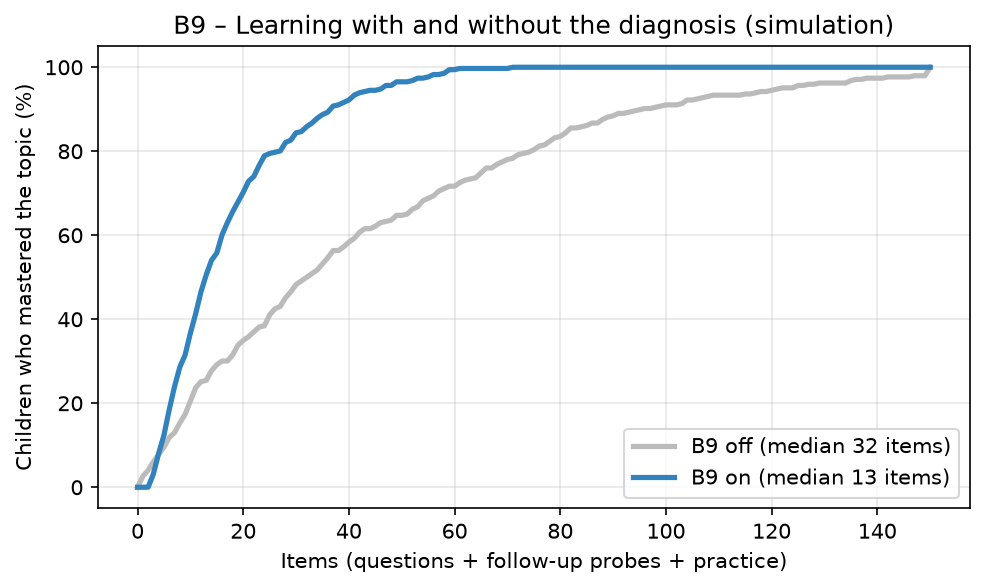 B9 – Learning with and without the diagnosis (simulation)
Children who mastered the topic (%)
100
80
60
40
20
0
B9 off (median 32 items)
B9 on (median 13 items)
0 20 40 60 80 100 120 140
Items (questions + follow-up probes + practice)